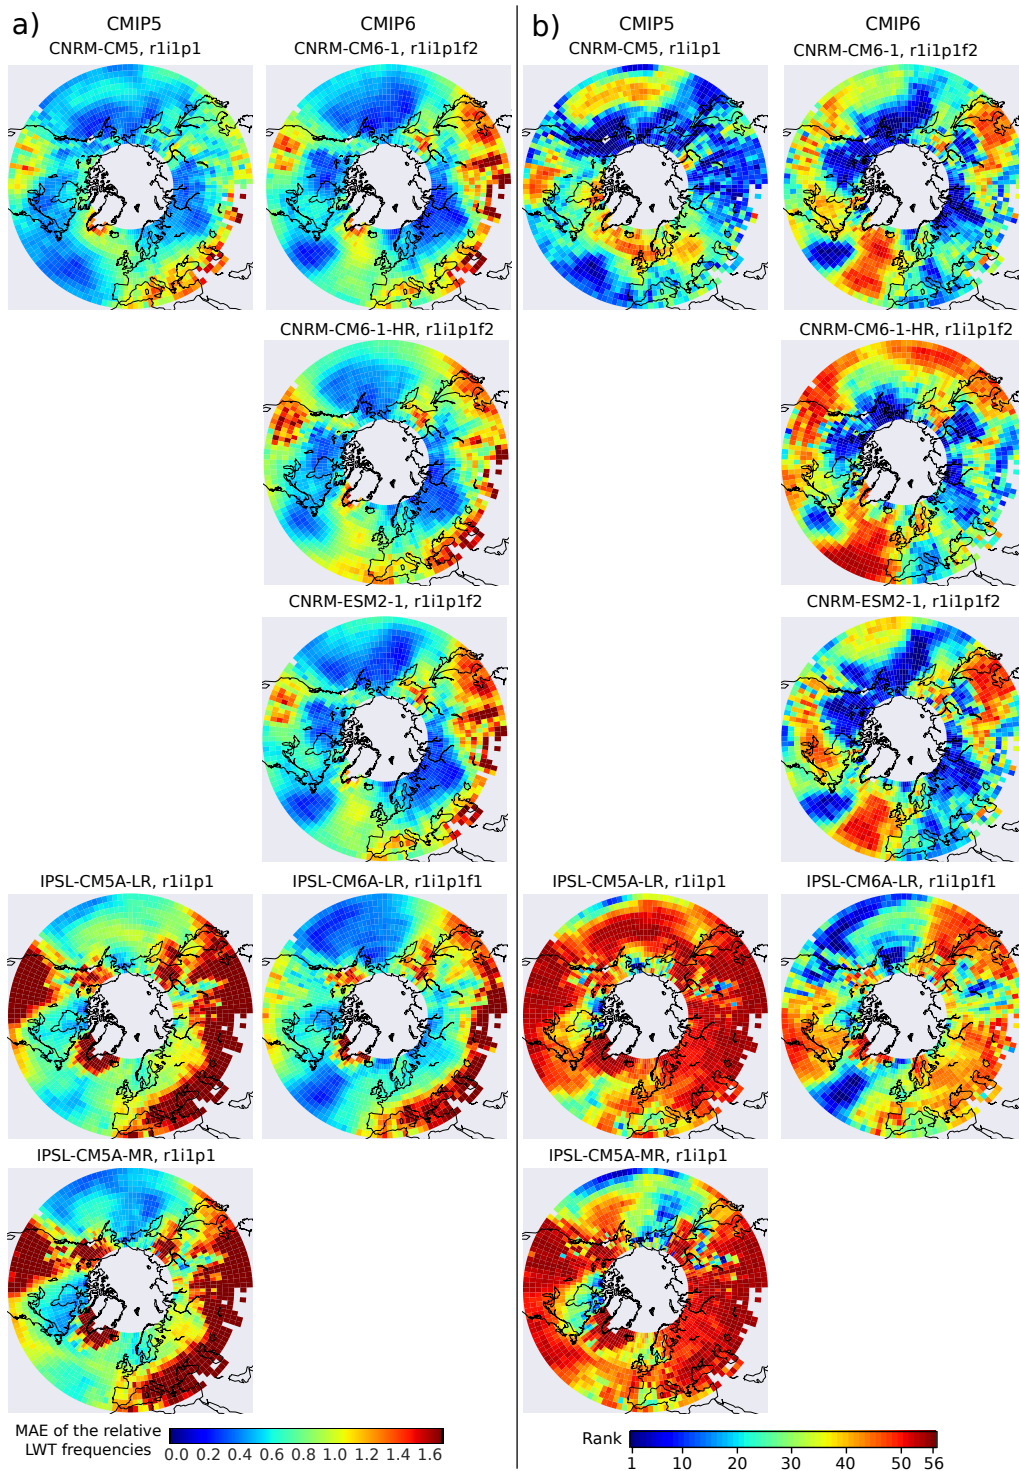 a)
CMIP5
CNRM-CM5, r1i1p1
CMIP6
CNRM-CM6-1, r1i1p1f2
b)
CMIP5
CNRM-CM5, r1i1p1
CMIP6
CNRM-CM6-1, r1i1p1f2
CNRM-CM6-1-HR, r1i1p1f2
CNRM-CM6-1-HR, r1i1p1f2
CNRM-ESM2-1, r1i1p1f2
CNRM-ESM2-1, r1i1p1f2
IPSL-CM5A-LR, r1i1p1
IPSL-CM6A-LR, r1i1p1f1
IPSL-CM5A-LR, r1i1p1
IPSL-CM6A-LR, r1i1p1f1
IPSL-CM5A-MR, r1i1p1
IPSL-CM5A-MR, r1i1p1
MAE of the relative
LWT frequencies
0.0 0.2 0.4 0.6 0.8 1.0 1.2 1.4 1.6
Rank
1 10 20 30 40 50 56